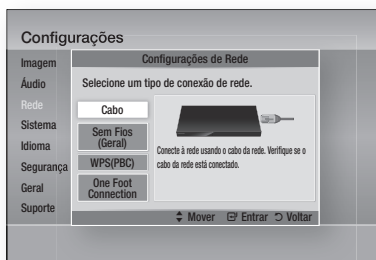 Configurações
Imagem
Áudio
Rede
Sistema
Idioma
Segurança
Geral
Suporte
Configurações de Rede
Selecione um tipo de conexão de rede.
Cabo
Sem Fios
(Geral)
WPS(PBC)
One Foot
Connection
Conecte à rede usando o cabo da rede. Verifique se o
cabo da rede está conectado.
Mover Entrar Voltar